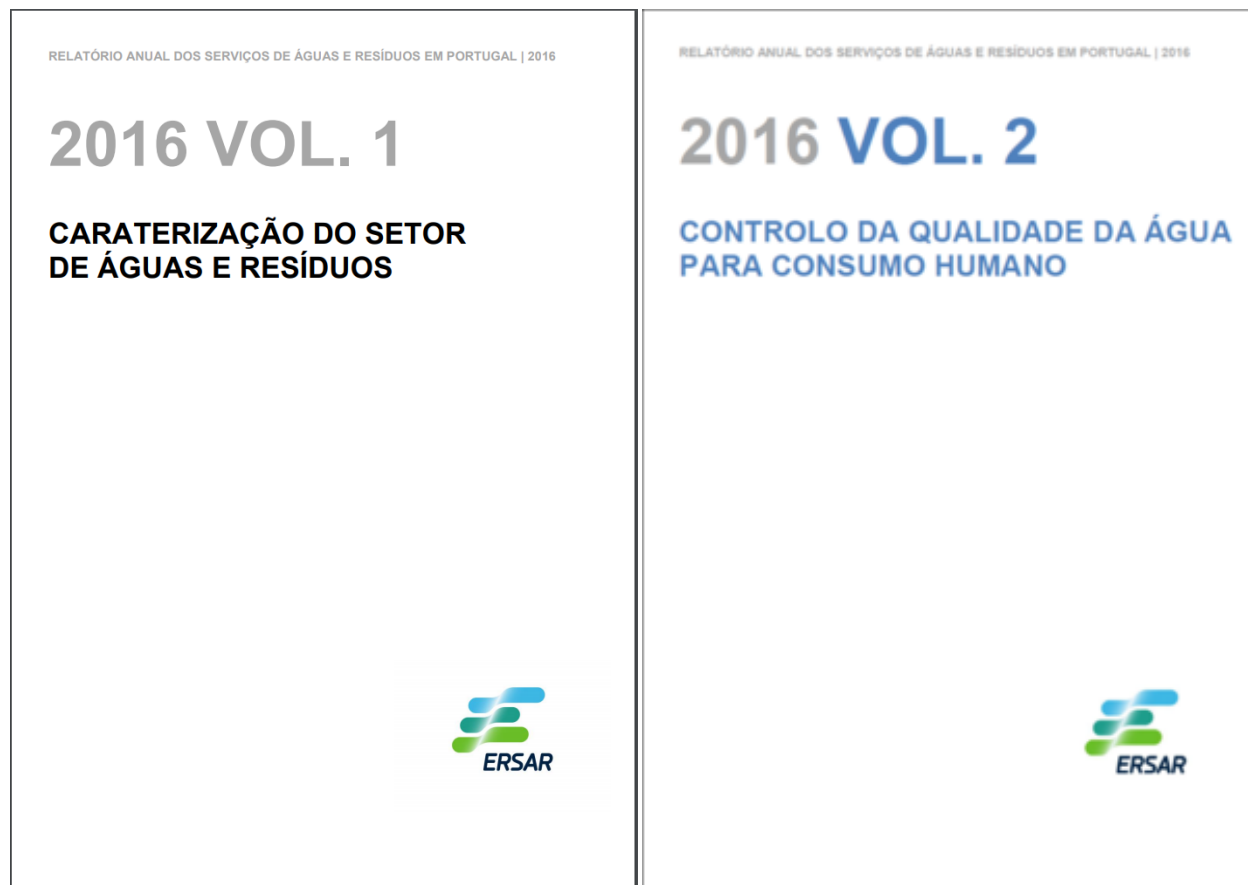 RELATÓRIO ANUAL DOS SERVIÇOS DE ÁGUAS E RESÍDUOS EM PORTUGAL | 2016
2016 VOL. 1
CARATERIZAÇÃO DO SETOR
DE ÁGUAS E RESÍDUOS
ERSAR
RELATÓRIO ANUAL DOS SERVIÇOS DE ÁGUAS E RESÍDUOS EM PORTUGAL | 2016
2016 VOL. 2
CONTROLO DA QUALIDADE DA ÁGUA
PARA CONSUMO HUMANO
ERSAR